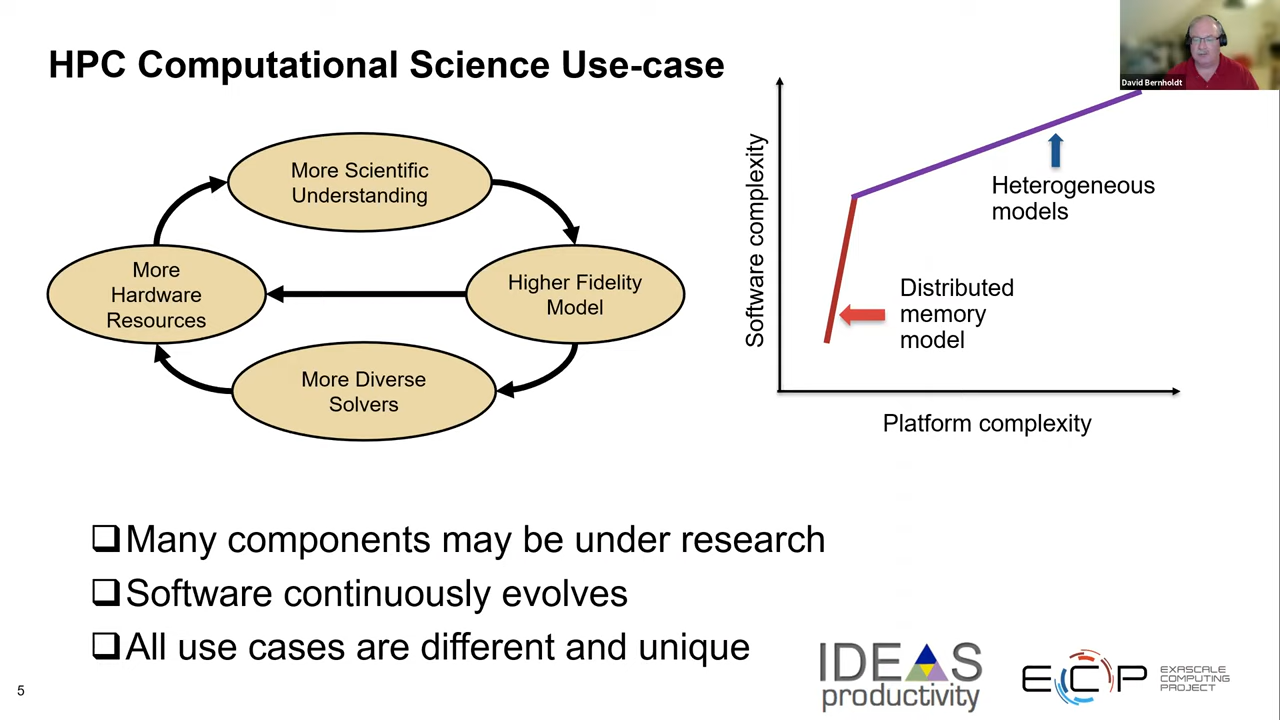 HPC Computational Science Use-case
David Bernholdt
More Scientific
Understanding
More
Hardware
Resources
Higher Fidelity
Model
More Diverse
Solvers
Software complexity
Heterogeneous
models
Distributed
memory
model
Platform complexity
Many components may be under research
Software continuously evolves
All use cases are different and unique
5
IDEAS
productivity
ECP
EXASCALE
COMPUTING
PROJECT